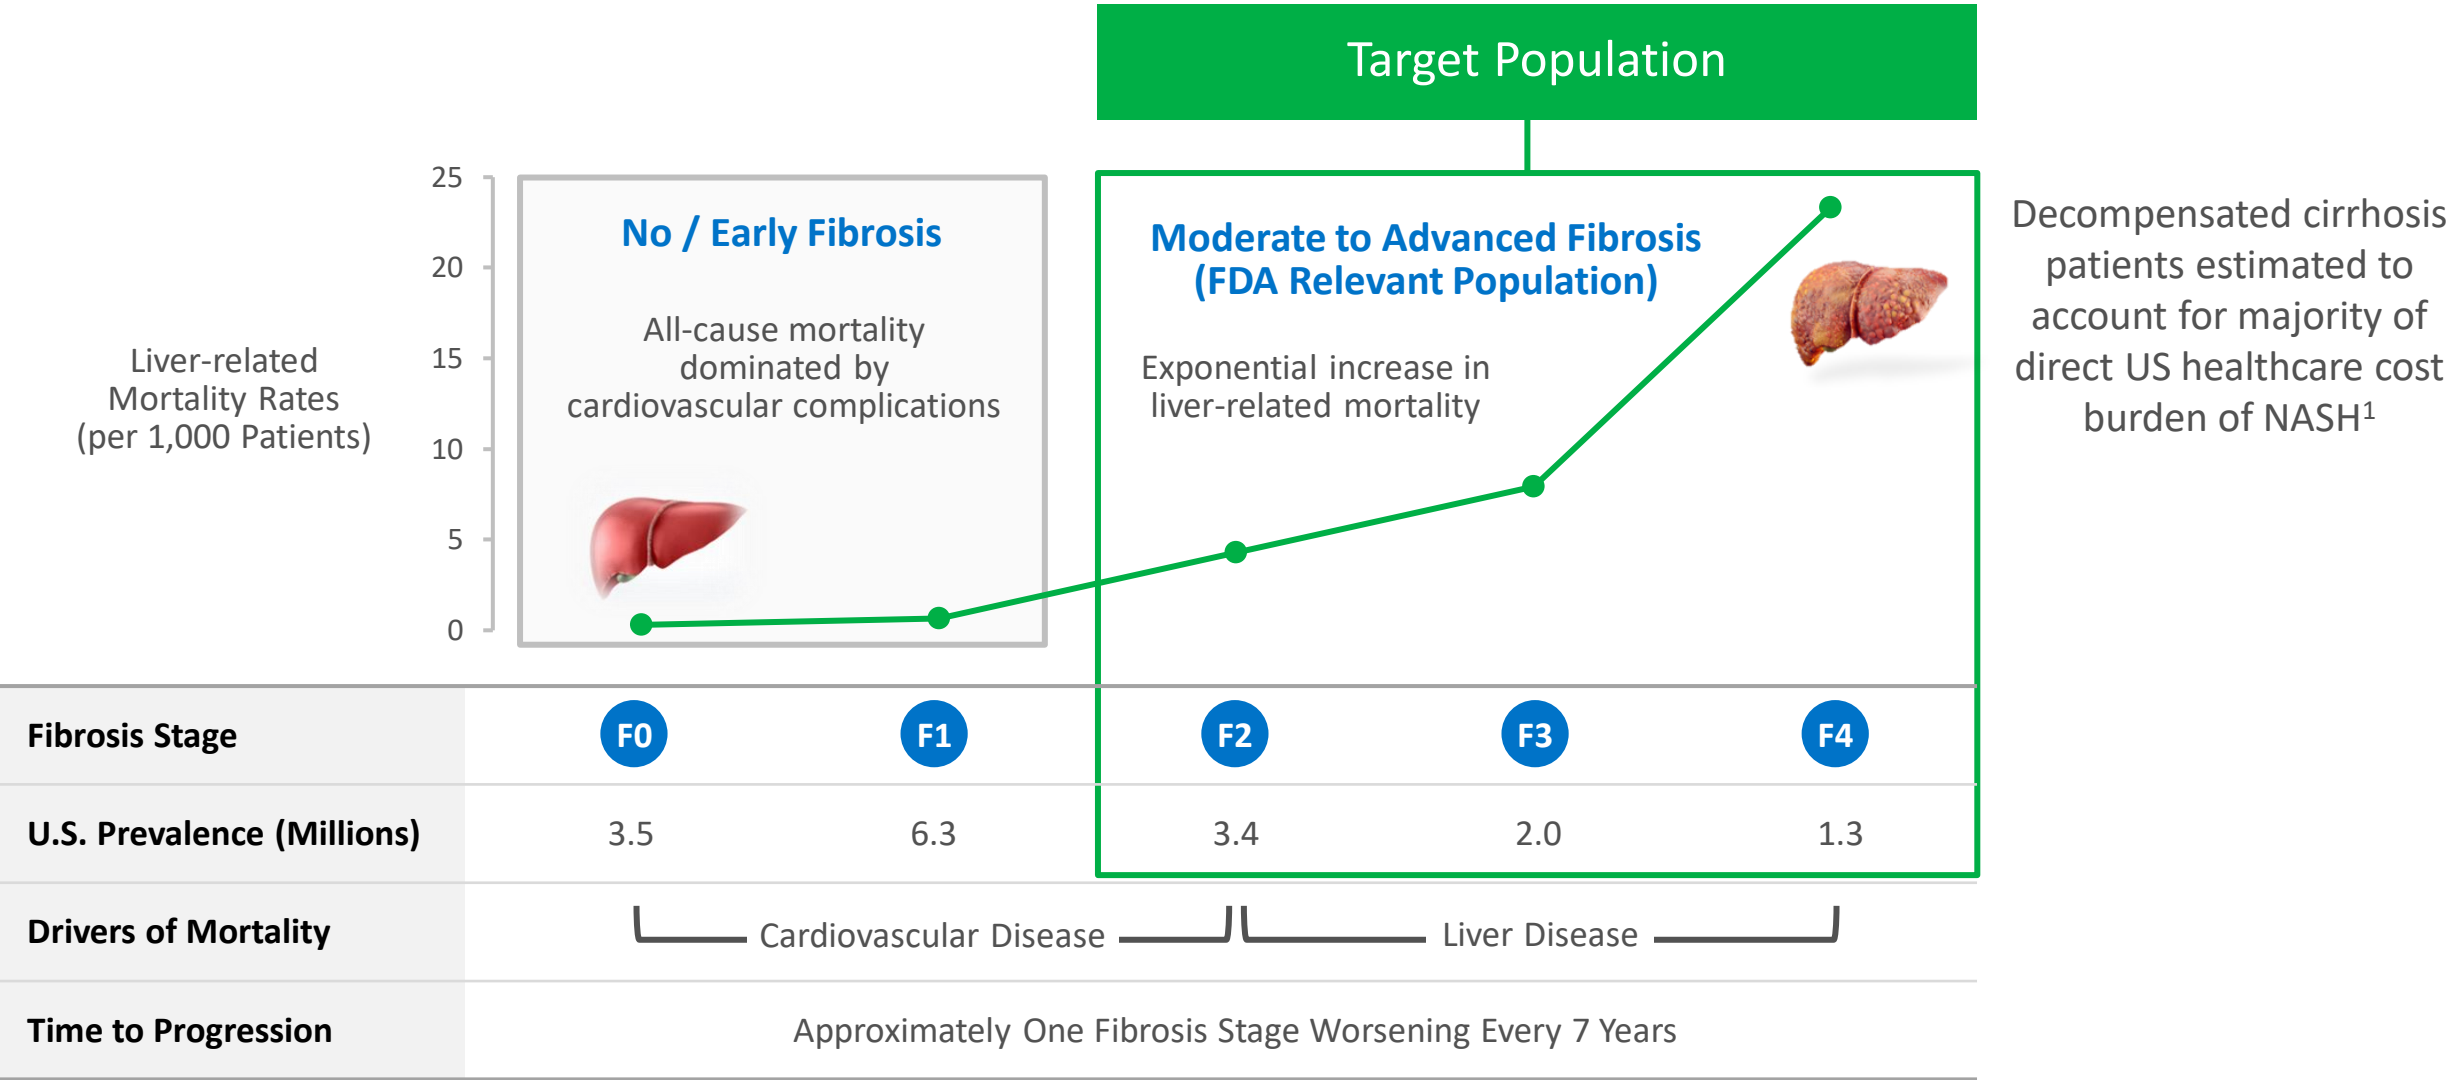 Target Population
25
20
15
10
5
0
Liver-related
Mortality Rates
(per 1,000 Patients)
No / Early Fibrosis
All-cause mortality
dominated by
cardiovascular complications
Moderate to Advanced Fibrosis
(FDA Relevant Population)
Exponential increase in
liver-related mortality
Decompensated cirrhosis
patients estimated to
account for majority of
direct US healthcare cost
burden of NASH¹
Fibrosis Stage F0 F1 F2 F3 F4
U.S. Prevalence (Millions) 3.5 6.3 3.4 2.0 1.3
Drivers of Mortality Cardiovascular Disease Liver Disease
Time to Progression Approximately One Fibrosis Stage Worsening Every 7 Years